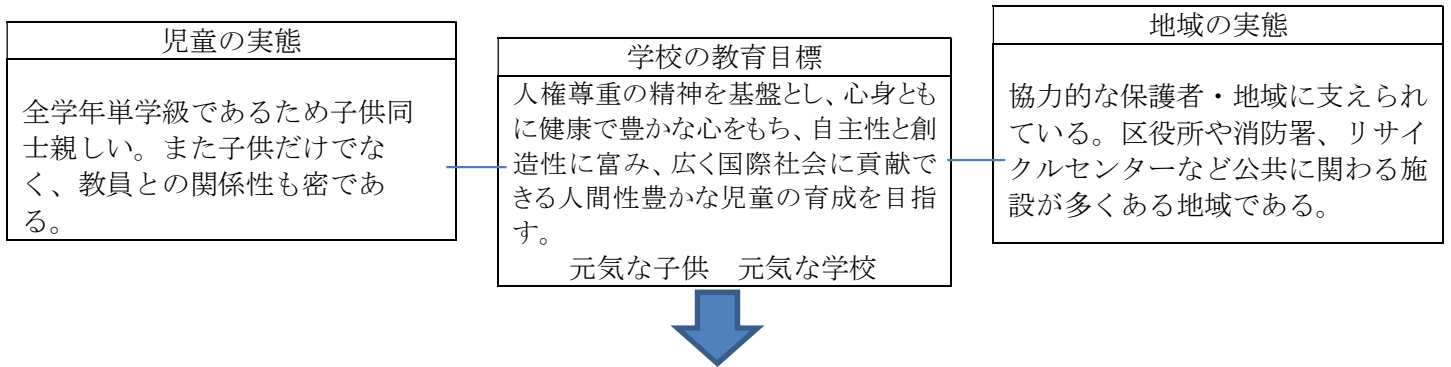 児童の実態
全学年単学級であるため子供同
士親しい。また子供だけでな
く、教員との関係性も密であ
る。
学校の教育目標
人権尊重の精神を基盤とし、心身とも
に健康で豊かな心をもち、自主性と創
造性に富み、広く国際社会に貢献で
きる人間性豊かな児童の育成を目指
す。
元気な子供　元気な学校
地域の実態
協力的な保護者・地域に支えられ
ている。区役所や消防署、リサイ
クルセンターなど公共に関わる施
設が多くある地域である。